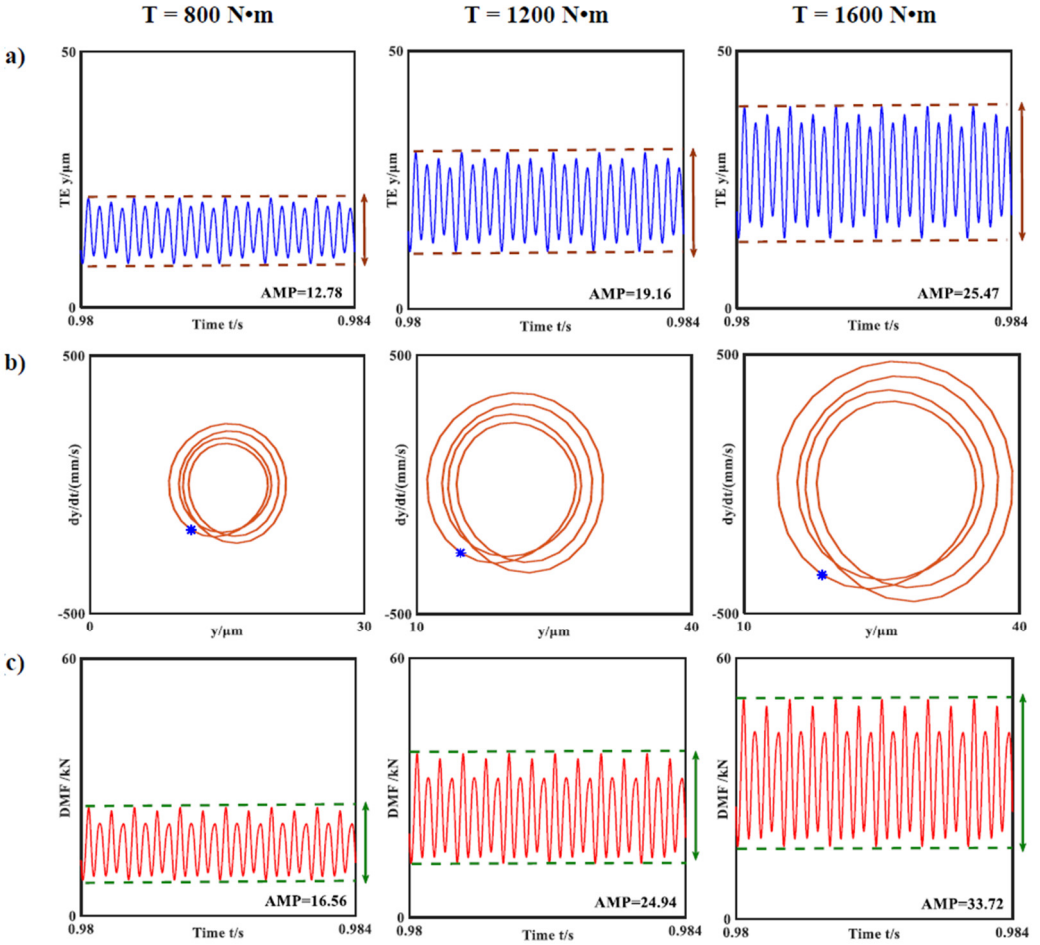 T = 800 N•m
T = 1200 N•m
T = 1600 N•m
a)
50
TE y/μm
AMP=12.78
0
0.98
Time t/s
0.984
50
TE y/μm
AMP=19.16
0
0.98
Time t/s
0.984
50
TE y/μm
AMP=25.47
0
0.98
Time t/s
0.984
b)
500
dy/dt/(mm/s)
-500
0
y/μm
30
500
dy/dt/(mm/s)
-500
10
y/μm
40
500
dy/dt/(mm/s)
-500
10
y/μm
40
c)
60
DMF /kN
AMP=16.56
0
0.98
Time t/s
0.984
60
DMF /kN
AMP=24.94
0
0.98
Time t/s
0.984
60
DMF /kN
AMP=33.72
0
0.98
Time t/s
0.984